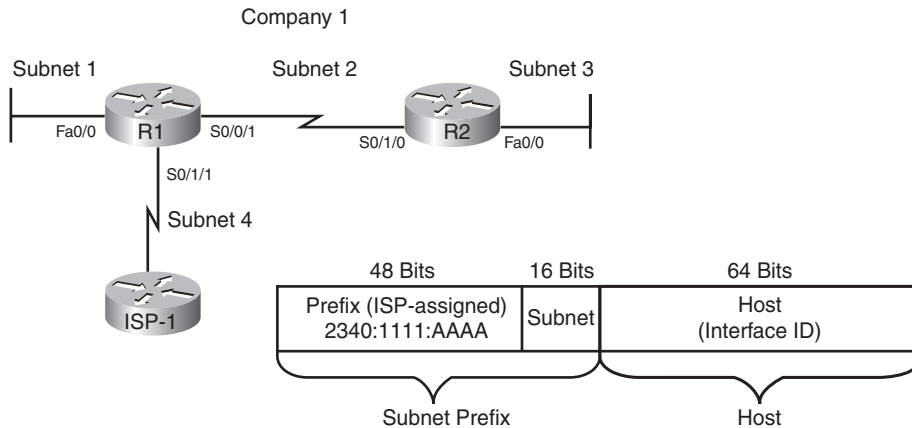 Company 1
Subnet 1
Subnet 2
Subnet 3
Fa0/0
R1
S0/0/1
S0/1/0
R2
Fa0/0
S0/1/1
Subnet 4
ISP-1
48 Bits
16 Bits
64 Bits
Prefix (ISP-assigned)
2340:1111:AAAA
Subnet
Host
(Interface ID)
Subnet Prefix
Host